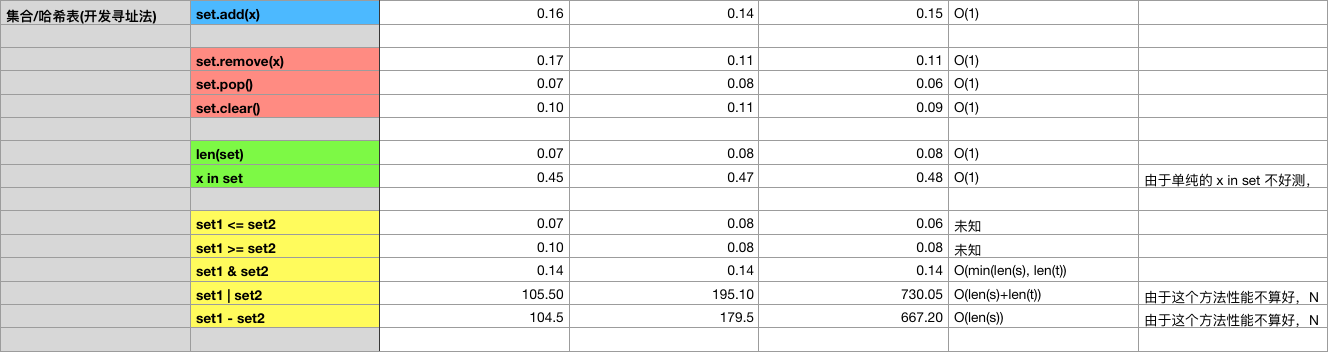 集合/哈希表(开发寻址法) set.add(x) 0.16 0.14 0.15 O(1)
set.remove(x) 0.17 0.11 0.11 O(1)
set.pop() 0.07 0.08 0.06 O(1)
set.clear() 0.10 0.11 0.09 O(1)
len(set) 0.07 0.08 0.08 O(1)
x in set 0.45 0.47 0.48 O(1) 由于单纯的 x in set 不好测，
set1 <= set2 0.07 0.08 0.06 未知
set1 >= set2 0.10 0.08 0.08 未知
set1 & set2 0.14 0.14 0.14 O(min(len(s), len(t))
set1 | set2 105.50 195.10 730.05 O(len(s)+len(t)) 由于这个方法性能不算好，N
set1 - set2 104.5 179.5 667.20 O(len(s)) 由于这个方法性能不算好，N